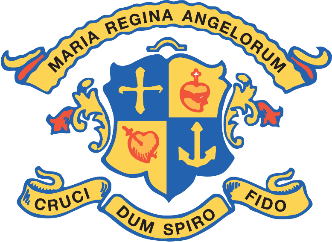 MARIA REGINA ANGELORUM
CRUCI DUM SPIRO FIDO